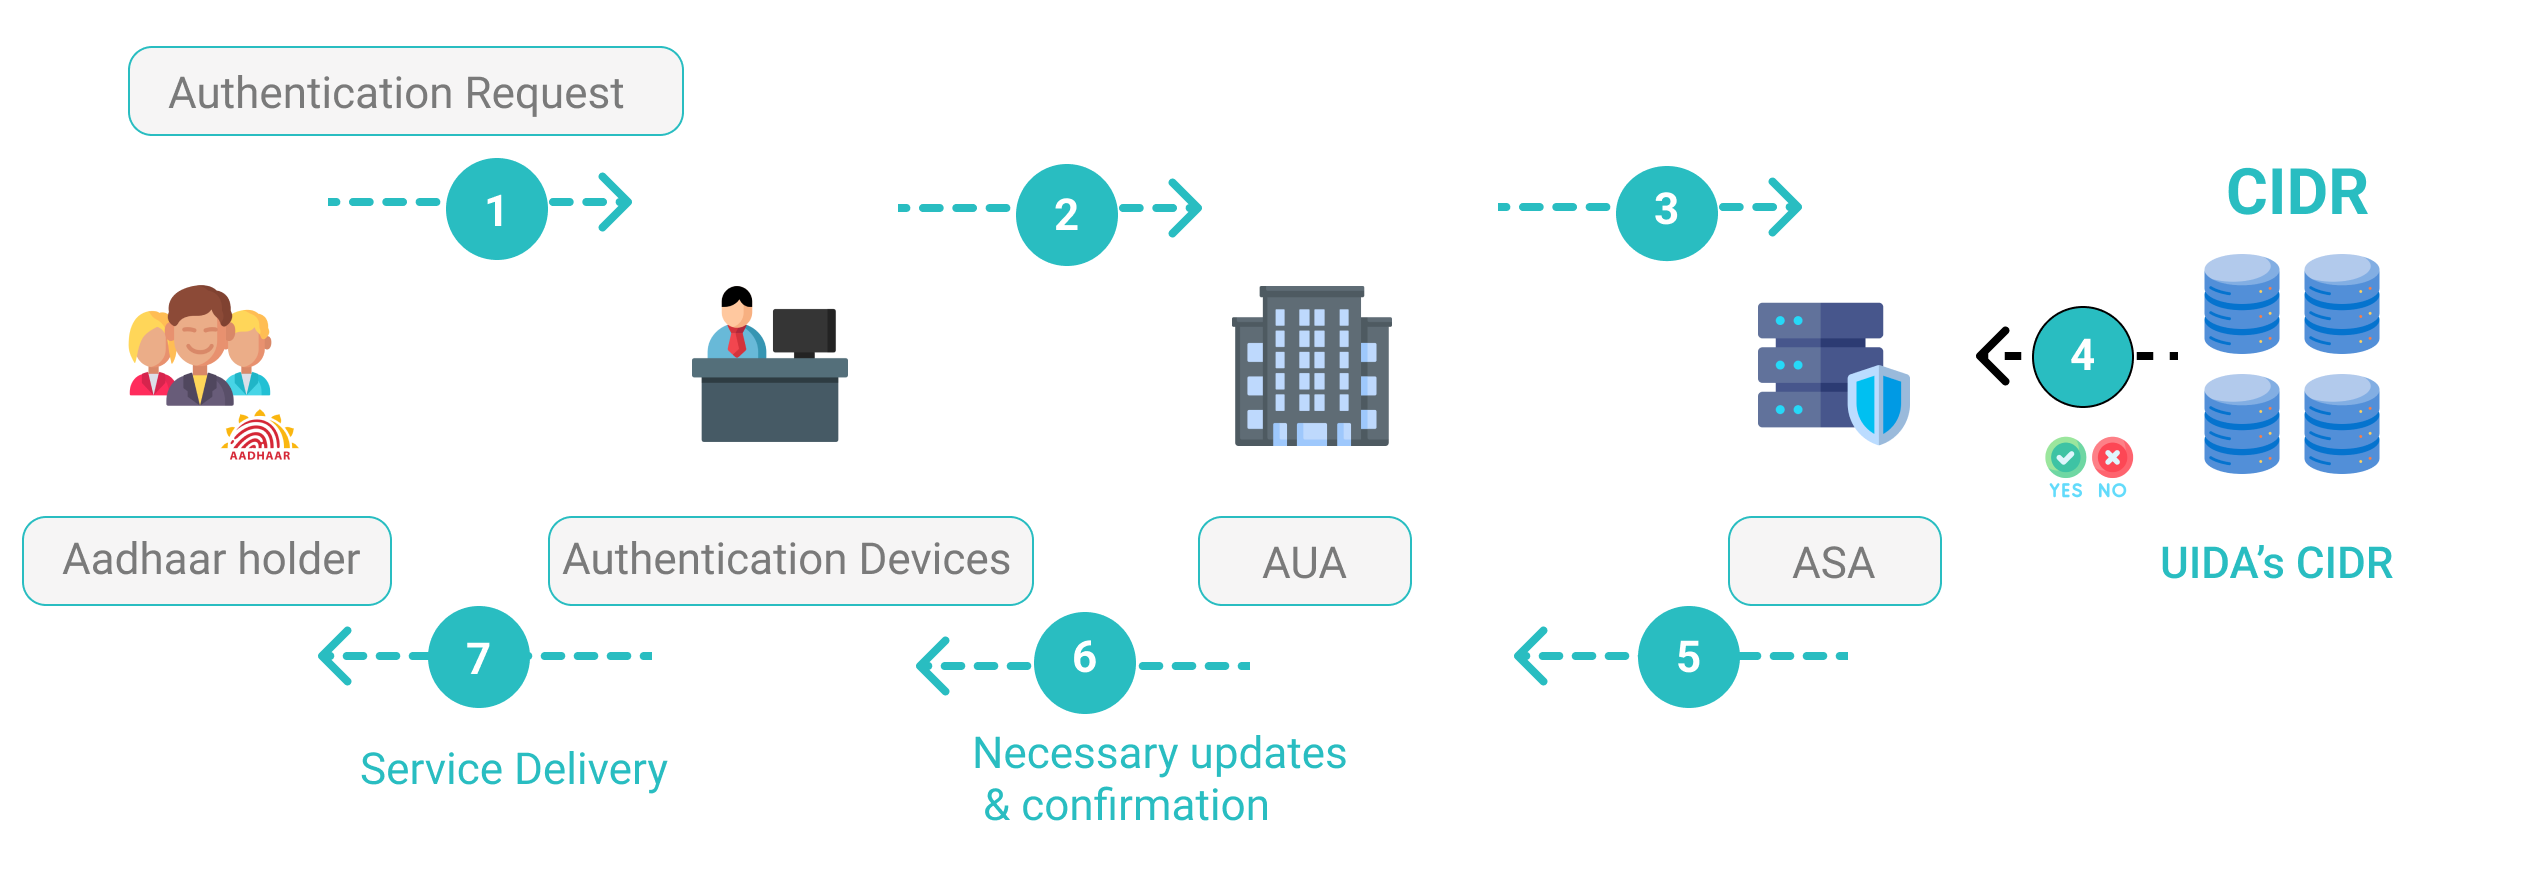 Authentication Request
1
2
3
CIDR
4
AADHAAR
YES NO
Aadhaar holder
Authentication Devices
AUA
ASA
UIDA’s CIDR
7
6
5
Service Delivery
Necessary updates
& confirmation